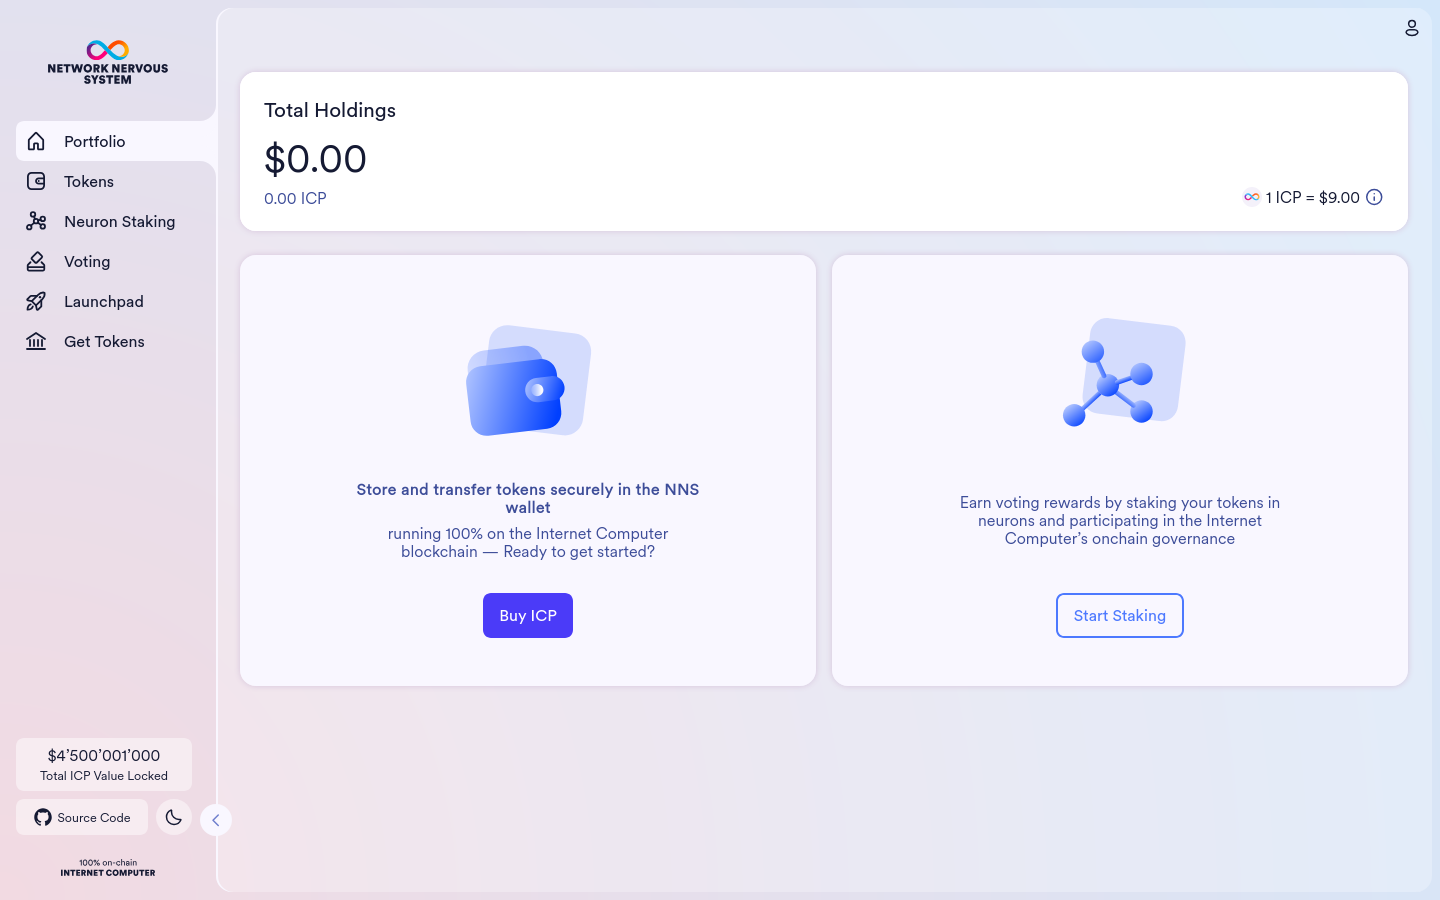 NETWORK NERVOUS
SYSTEM
Portfolio
Tokens
Neuron Staking
Voting
Launchpad
Get Tokens
$4’500’001’000
Total ICP Value Locked
Source Code
100% on-chain
INTERNET COMPUTER
Total Holdings
$0.00
0.00 ICP
1 ICP = $9.00
Store and transfer tokens securely in the NNS
wallet
running 100% on the Internet Computer
blockchain — Ready to get started?
Buy ICP
Earn voting rewards by staking your tokens in
neurons and participating in the Internet
Computer’s onchain governance
Start Staking